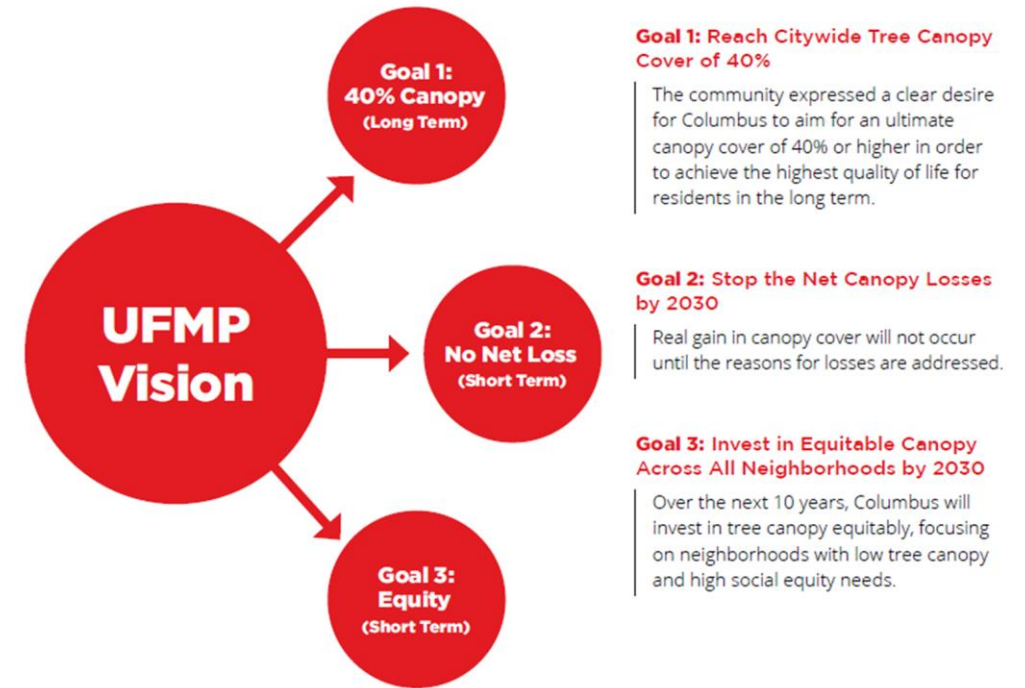 UFMP
Vision
Goal 1:
40% Canopy
(Long Term)
Goal 2:
No Net Loss
(Short Term)
Goal 3:
Equity
(Short Term)
Goal 1: Reach Citywide Tree Canopy
Cover of 40%
The community expressed a clear desire
for Columbus to aim for an ultimate
canopy cover of 40% or higher in order
to achieve the highest quality of life for
residents in the long term.
Goal 2: Stop the Net Canopy Losses
by 2030
Real gain in canopy cover will not occur
until the reasons for losses are addressed.
Goal 3: Invest in Equitable Canopy
Across All Neighborhoods by 2030
Over the next 10 years, Columbus will
invest in tree canopy equitably, focusing
on neighborhoods with low tree canopy
and high social equity needs.